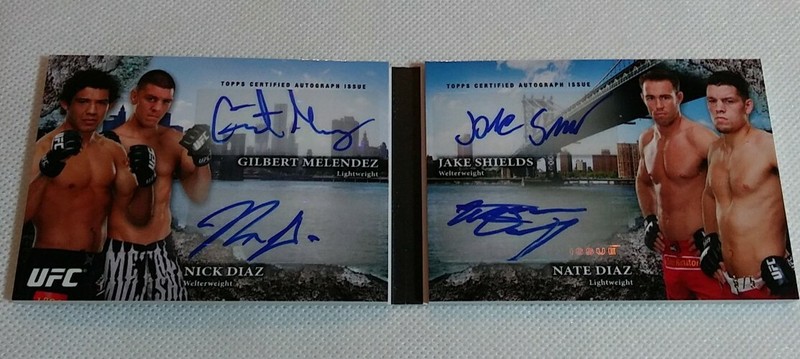 TOPPS CERTIFIED AUTOGRAPH ISSUE
GILBERT MELENDEZ
Lightweight
NICK DIAZ
Welterweight
UFC
TOPPS CERTIFIED AUTOGRAPH ISSUE
Jake
JAKE SHIELDS
Welterweight
ISSUE
NATE DIAZ
Lightweight